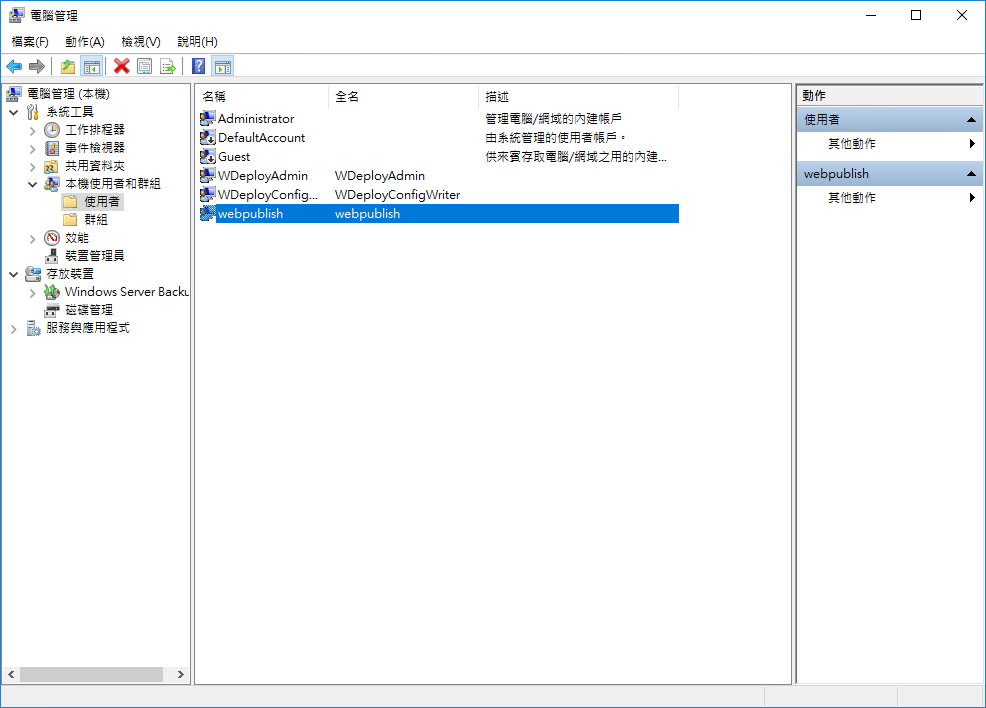 電腦管理
檔案(F) 動作(A) 檢視(V) 說明(H)
電腦管理 (本機)
系統工具
工作排程器
事件檢視器
共用資料夾
本機使用者和群組
使用者
群組
效能
裝置管理員
存放裝置
Windows Server Backu
磁碟管理
服務與應用程式
名稱 全名 描述
Administrator 管理電腦/網域的內建帳戶
DefaultAccount 由系統管理的使用者帳戶。
Guest 供來賓存取電腦/網域之用的內建...
WDeployAdmin WDeployAdmin
WDeployConfig... WDeployConfigWriter
webpublish webpublish
動作
使用者
其他動作
webpublish
其他動作